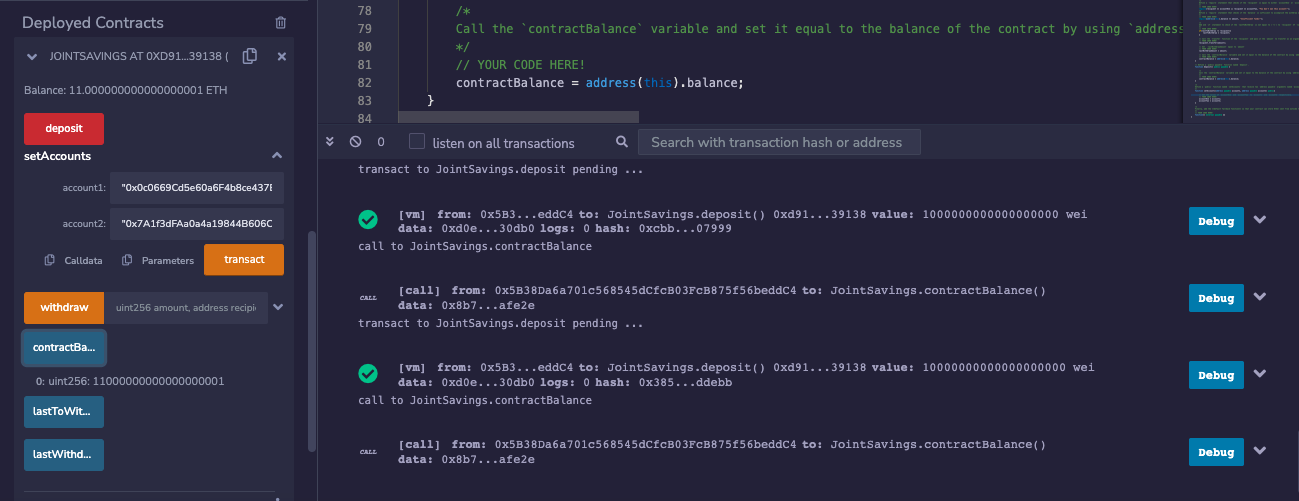 Deployed Contracts
JOINTSAVINGS AT 0XD91...39138 (
Balance: 11.000000000000000001 ETH
deposit
setAccounts
account1: "0x0c0669Cd5e60a6F4b8ce437E
account2: "0x7A1f3dFAa0a4a19844B606C
Calldata Parameters transact
withdraw uint256 amount, address recipi
contractBa...
0: uint256: 11000000000000000001
lastToWit...
lastWithd...
78 /*
79 Call the `contractBalance` variable and set it equal to the balance of the contract by using `address
80 */
81 // YOUR CODE HERE!
82 contractBalance = address(this).balance;
83 }
84
0 listen on all transactions Search with transaction hash or address
transact to JointSavings.deposit pending ...
[vm] from: 0x5B3...eddC4 to: JointSavings.deposit() 0xd91...39138 value: 1000000000000000000 wei
data: 0xd0e...30db0 logs: 0 hash: 0xcbb...07999
Debug
call to JointSavings.contractBalance
CALL [call] from: 0x5B38Da6a701c568545dCfcB03FcB875f56beddC4 to: JointSavings.contractBalance()
data: 0x8b7...afe2e
Debug
transact to JointSavings.deposit pending ...
[vm] from: 0x5B3...eddC4 to: JointSavings.deposit() 0xd91...39138 value: 10000000000000000000 wei
data: 0xd0e...30db0 logs: 0 hash: 0x385...ddebb
Debug
call to JointSavings.contractBalance
CALL [call] from: 0x5B38Da6a701c568545dCfcB03FcB875f56beddC4 to: JointSavings.contractBalance()
data: 0x8b7...afe2e
Debug